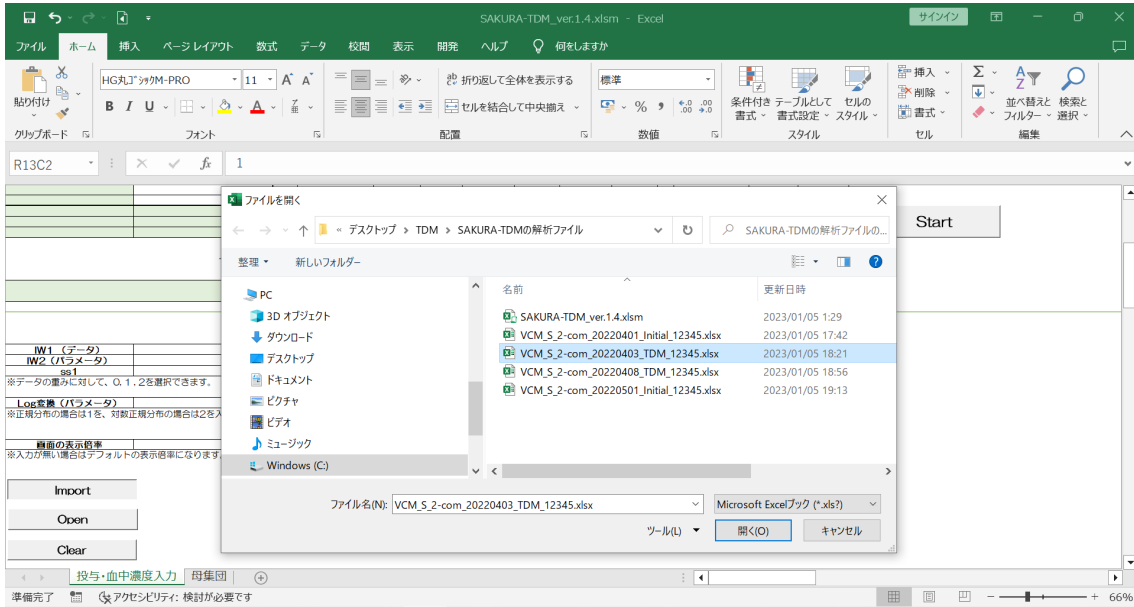 SAKURA-TDM_ver.1.4.xlsm - Excel
サインイン
ファイル ホーム 挿入 ページ レイアウト 数式 データ 校閲 表示 開発 ヘルプ 何をしますか
貼り付け
HG丸ｺﾞｼｯｸM-PRO 11 A A
B I U A
折り返して全体を表示する
セルを結合して中央揃え
標準
% 9
条件付き 書式
テーブルとして 書式設定
セルの スタイル
挿入
削除
書式
Σ
並べ替えと フィルター
検索と 選択
クリップボード フォント 配置 数値 スタイル セル 編集
R13C2 fx 1
Start
ファイルを開く
« デスクトップ > TDM > SAKURA-TDMの解析ファイル
SAKURA-TDMの解析ファイルの...
整理 新しいフォルダー
PC
3D オブジェクト
ダウンロード
デスクトップ
ドキュメント
ピクチャ
ビデオ
ミュージック
Windows (C:)
名前 更新日時
SAKURA-TDM_ver.1.4.xlsm 2023/01/05 1:29
VCM_S_2-com_20220401_Initial_12345.xlsx 2023/01/05 17:42
VCM_S_2-com_20220403_TDM_12345.xlsx 2023/01/05 18:21
VCM_S_2-com_20220408_TDM_12345.xlsx 2023/01/05 18:56
VCM_S_2-com_20220501_Initial_12345.xlsx 2023/01/05 19:13
ファイル名(N): VCM_S_2-com_20220403_TDM_12345.xlsx
Microsoft Excelブック (*.xls?)
ツール(L) 開く(O) キャンセル
IW1 （データ）
IW2（パラメータ）
ss1
※データの重みに対して、0, 1, 2を選択できます。
Log変換（パラメータ）
※正規分布の場合は1を、対数正規分布の場合は2を入
画面の表示倍率
※入力が無い場合はデフォルトの表示倍率になります
Import
Open
Clear
投与・血中濃度入力 母集団
準備完了 アクセシビリティ: 検討が必要です
66%